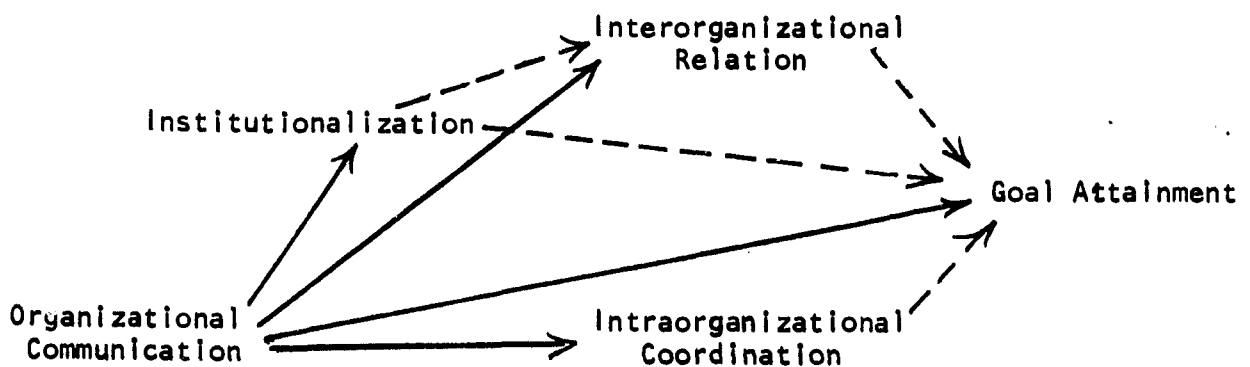 Interorganizational
Relation
Institutionalization
Goal Attainment
Organizational
Communication
Intraorganizational
Coordination